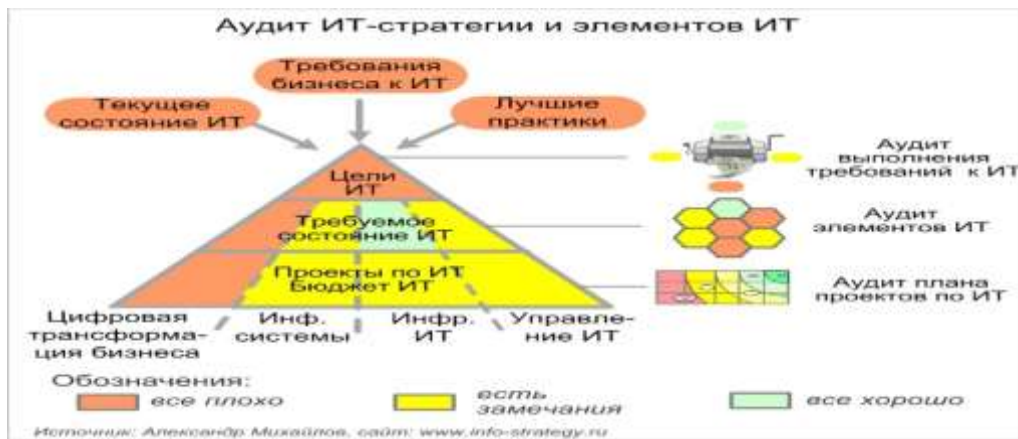 Аудит ИТ-стратегии и элементов ИТ
Требования
бизнеса к ИТ
Текущее
состояние ИТ
Лучшие
практики
Аудит
выполнения
требований к ИТ
Цели
ИТ
Требуемое
состояние ИТ
Аудит
элементов ИТ
Проекты по ИТ
Бюджет ИТ
Аудит плана
проектов по ИТ
Цифровая
трансформа-
ция бизнеса
Инф.
системы
Инфр.
ИТ
Управле-
ние ИТ
Обозначения:
все плохо
есть
замечания
все хорошо
Источник: Александр Михайлов, сайт: www.info-strategy.ru